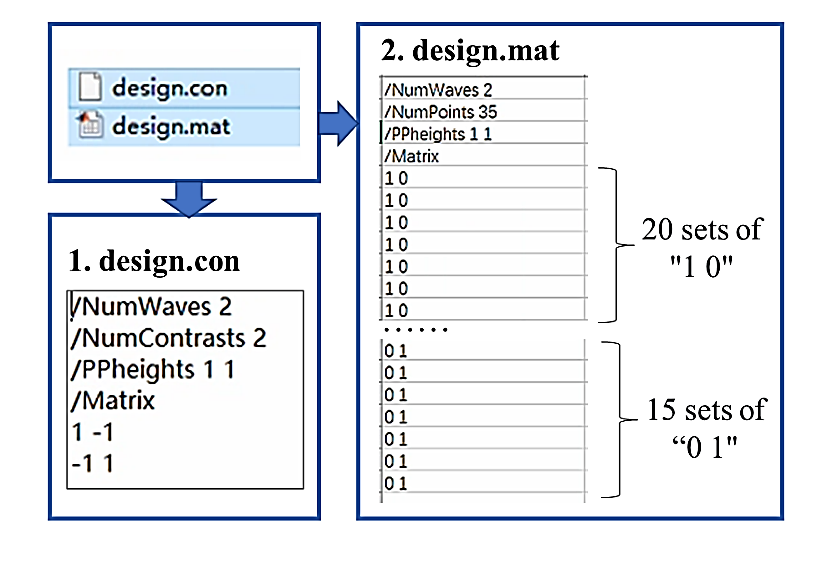 design.con
design.mat
1. design.con
/NumWaves 2
/NumContrasts 2
/PPheights 1 1
/Matrix
1 -1
-1 1
2. design.mat
/NumWaves 2
/NumPoints 35
/PPheights 1 1
/Matrix
1 0
1 0
1 0
1 0
1 0
1 0
1 0
......
0 1
0 1
0 1
0 1
0 1
0 1
0 1
20 sets of
"1 0"
15 sets of
“0 1"